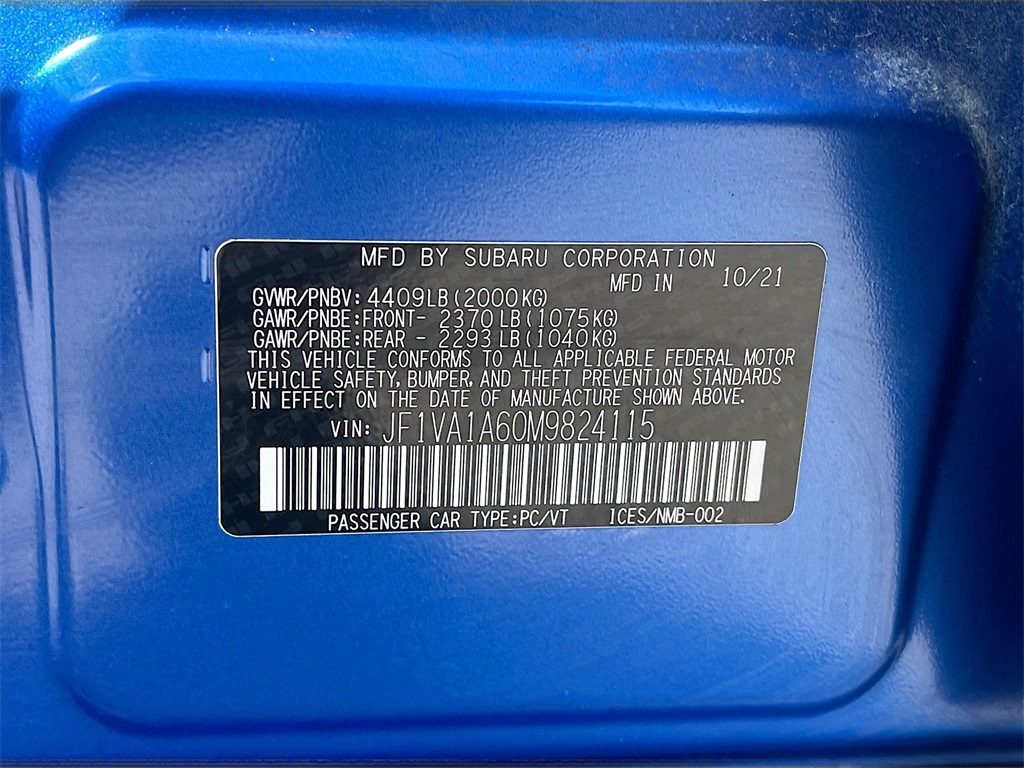 MFD BY SUBARU CORPORATION
MFD IN 10/21
GVWR/PNBV: 4409LB(2000KG)
GAWR/PNBE:FRONT- 2370LB(1075KG)
GAWR/PNBE:REAR - 2293LB(1040KG)
THIS VEHICLE CONFORMS TO ALL APPLICABLE FEDERAL MOTOR
VEHICLE SAFETY, BUMPER, AND THEFT PREVENTION STANDARDS
IN EFFECT ON THE DATE OF MANUFACTURE SHOWN ABOVE.
VIN: JF1VA1A60M9824115
PASSENGER CAR TYPE:PC/VT ICES/NMB-002